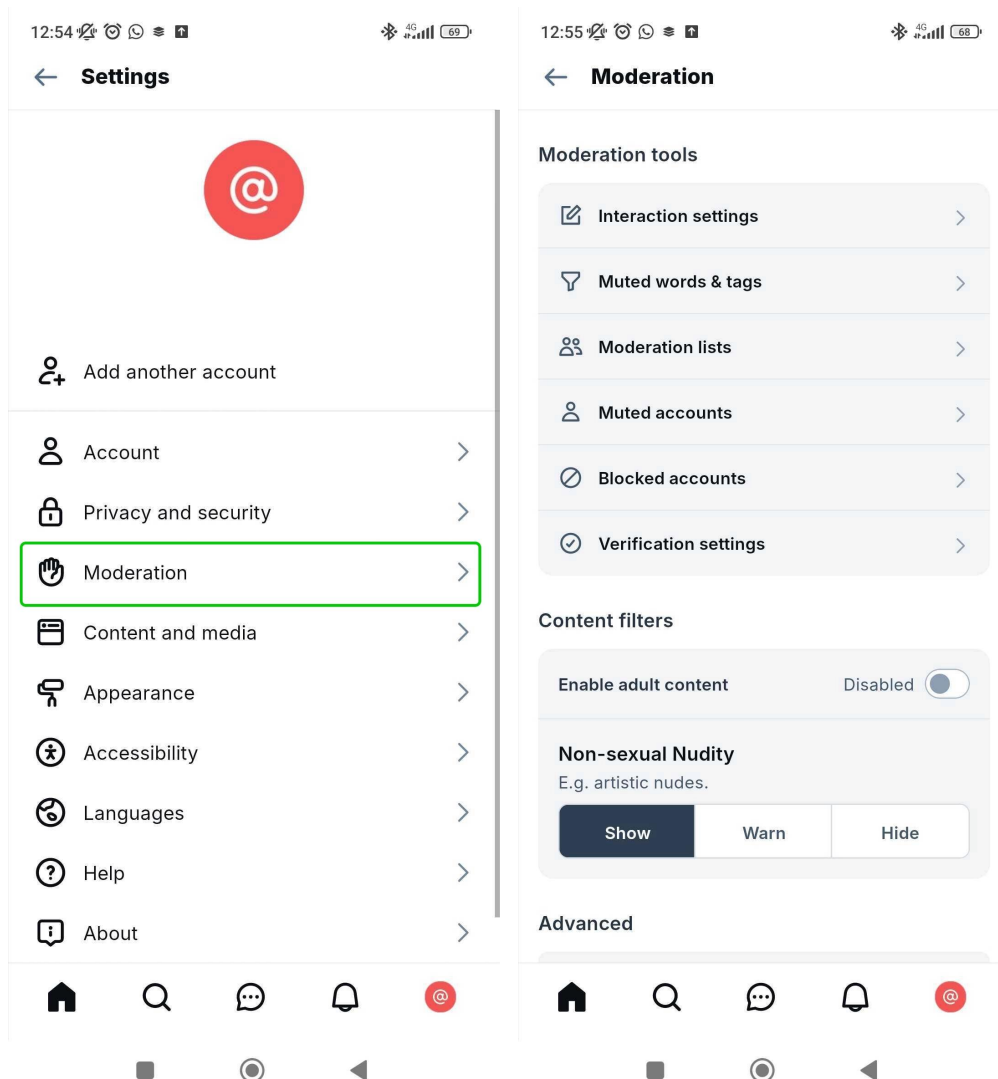 12:54
4G
69
Settings
@
Add another account
Account
Privacy and security
Moderation
Content and media
Appearance
Accessibility
Languages
Help
About
@
12:55
4G
68
Moderation
Moderation tools
Interaction settings
Muted words & tags
Moderation lists
Muted accounts
Blocked accounts
Verification settings
Content filters
Enable adult content Disabled
Non-sexual Nudity
E.g. artistic nudes.
Show Warn Hide
Advanced
@